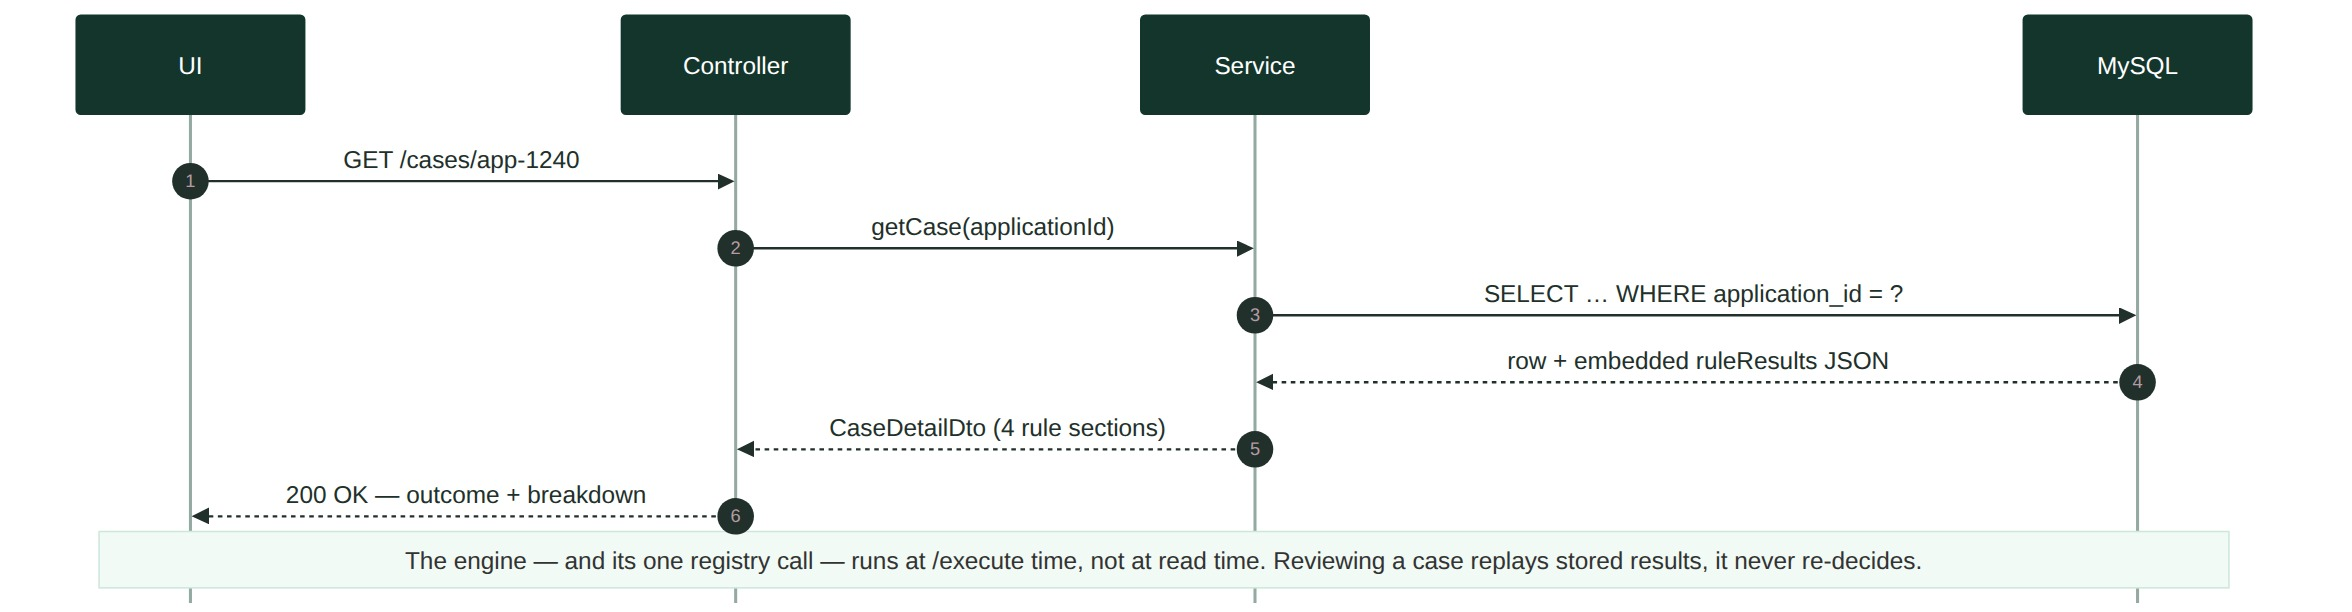 UI
Controller
Service
MySQL
GET /cases/app-1240
1
getCase(applicationId)
2
SELECT … WHERE application_id = ?
3
row + embedded ruleResults JSON
4
CaseDetailDto (4 rule sections)
5
200 OK — outcome + breakdown
6
The engine — and its one registry call — runs at /execute time, not at read time. Reviewing a case replays stored results, it never re-decides.